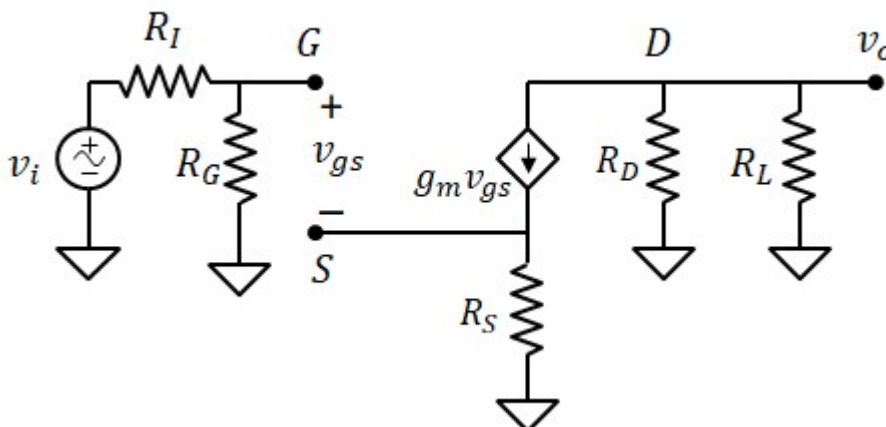 R_I
G
D
v_o
+
v_i
+
−
R_G
v_gs
g_m v_gs
R_D
R_L
−
S
R_S